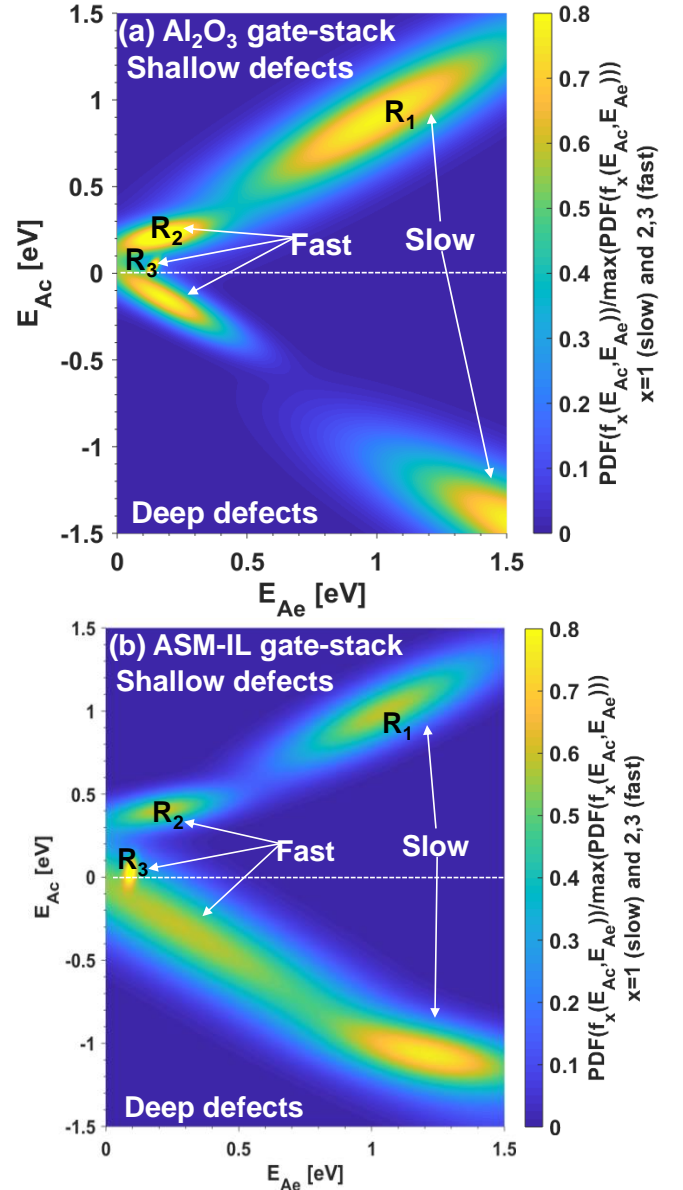 (a) Al2O3 gate-stack
Shallow defects
R1
R2
R3
Fast
Slow
Deep defects
1.5
1
0.5
0
-0.5
-1
-1.5
EAc [eV]
0
0.5
1
1.5
EAe [eV]
0.8
0.7
0.6
0.5
0.4
0.3
0.2
0.1
0
PDF(fx(EAc,EAe))/max(PDF(fx(EAc,EAe)))
x=1 (slow) and 2,3 (fast)
(b) ASM-IL gate-stack
Shallow defects
R1
R2
R3
Fast
Slow
Deep defects
1.5
1
0.5
0
-0.5
-1
-1.5
EAc [eV]
0
0.5
1
1.5
EAe [eV]
0.8
0.7
0.6
0.5
0.4
0.3
0.2
0.1
0
PDF(fx(EAc,EAe))/max(PDF(fx(EAc,EAe)))
x=1 (slow) and 2,3 (fast)